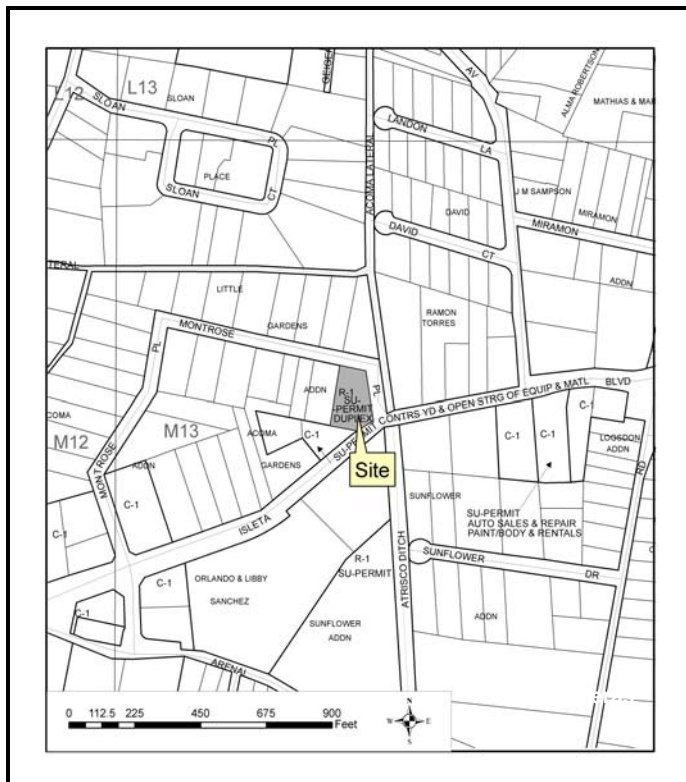 L12
L13
GEIGER
AV
ALMA ROBERTSON
SLOAN
SLOAN
MATHIAS & MAR
PL
LANDON
LA
PLACE
ACOMA LATERAL
SLOAN
CT
J M SAMPSON
MIRAMON
DAVID
MIRAMON
DAVID
CT
TERAL
LITTLE
ADDN
RAMON
TORRES
MONTROSE
GARDENS
PL
BLVD
CONTRS YD & OPEN STRG OF EQUIP & MATL
ADDN
R-1
SU-
-PERMIT
DUPLEX
PL
C-1
COMA
M12
M13
ACOMA
C-1
SU-PERMIT
C-1
C-1
LOGSDON
ADDN
Site
ADDN
GARDENS
MONTROSE
RD
C-1
SUNFLOWER
SU-PERMIT
AUTO SALES & REPAIR
PAINT/BODY & RENTALS
C-1
ISLETA
R-1
SU-PERMIT
SUNFLOWER
DR
C-1
ORLANDO & LIBBY
SANCHEZ
ATRISCO DITCH
C-1
SUNFLOWER
ADDN
ADDN
ARENAL
0 112.5 225 450 675 900
Feet
N
W E
S